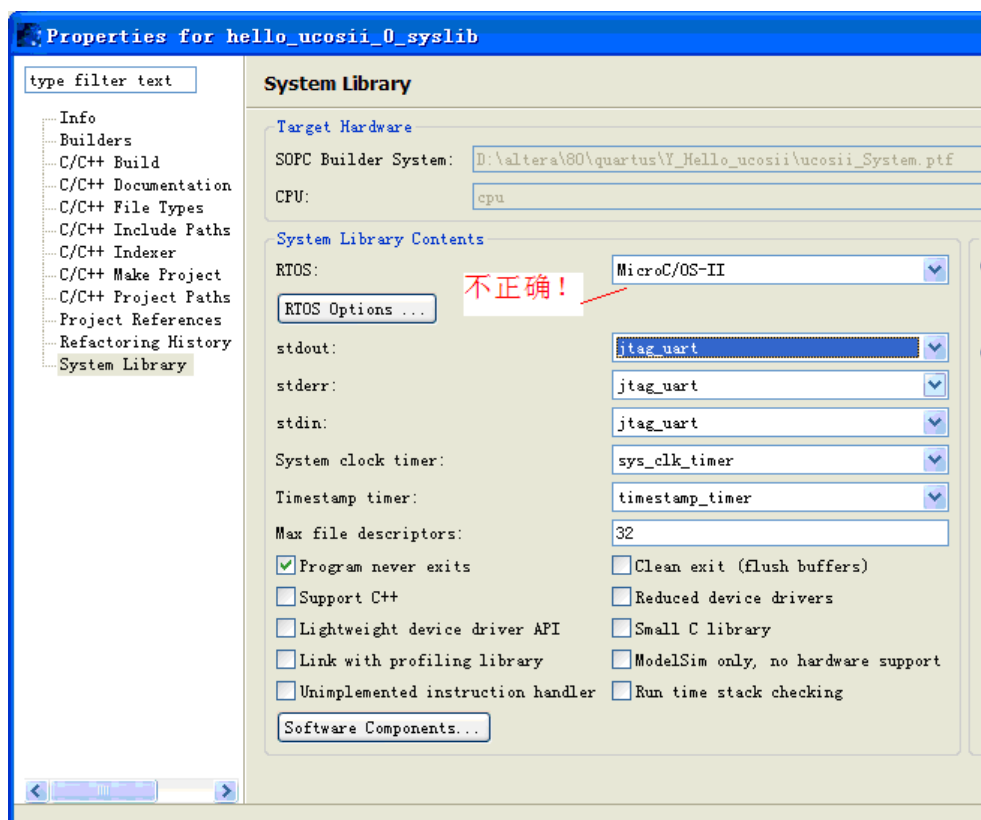 Properties for hello_ucosii_0_syslib
type filter text
Info
Builders
C/C++ Build
C/C++ Documentation
C/C++ File Types
C/C++ Include Paths
C/C++ Indexer
C/C++ Make Project
C/C++ Project Paths
Project References
Refactoring History
System Library
System Library
Target Hardware
SOPC Builder System: D:\altera\80\quartus\Y_Hello_ucosii\ucosii_System.ptf
CPU: cpu
System Library Contents
RTOS: MicroC/OS-II
不正确!
RTOS Options ...
stdout: jtag_uart
stderr: jtag_uart
stdin: jtag_uart
System clock timer: sys_clk_timer
Timestamp timer: timestamp_timer
Max file descriptors: 32
Program never exits Clean exit (flush buffers)
Support C++ Reduced device drivers
Lightweight device driver API Small C library
Link with profiling library ModelSim only, no hardware support
Unimplemented instruction handler Run time stack checking
Software Components...